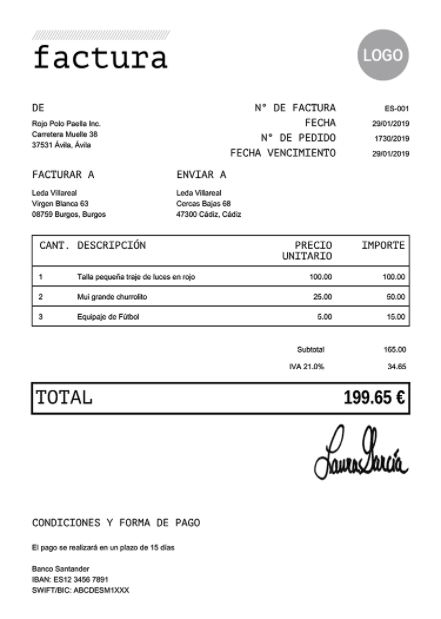 factura
LOGO
DE
Rojo Polo Paella Inc.
Carretera Muelle 38
37531 Ávila, Ávila
N° DE FACTURA ES-001
FECHA 29/01/2019
N° DE PEDIDO 1730/2019
FECHA VENCIMIENTO 29/01/2019
FACTURAR A
Leda Villareal
Virgen Blanca 63
08759 Burgos, Burgos
ENVIAR A
Leda Villareal
Cercas Bajas 68
47300 Cádiz, Cádiz
CANT. DESCRIPCIÓN PRECIO UNITARIO IMPORTE
1 Talla pequeña traje de luces en rojo 100.00 100.00
2 Mui grande churrolito 25.00 50.00
3 Equipaje de Fútbol 5.00 15.00
Subtotal 165.00
IVA 21.0% 34.65
TOTAL 199.65 €
Laura García
CONDICIONES Y FORMA DE PAGO
El pago se realizará en un plazo de 15 días
Banco Santander
IBAN: ES12 3456 7891
SWIFT/BIC: ABCDESM1XXX